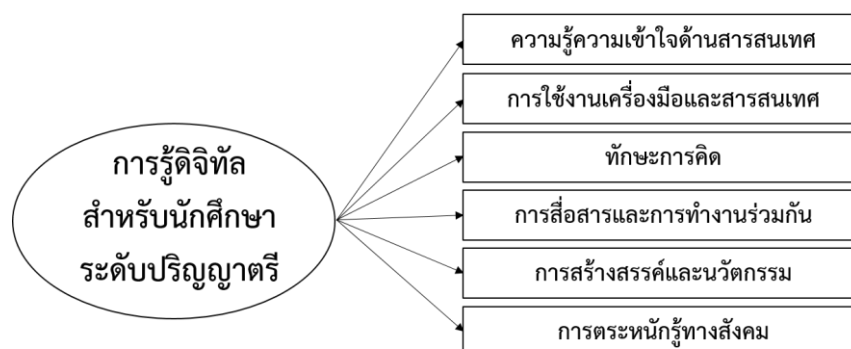 การรู้ดิจิทัล
สำหรับนักศึกษา
ระดับปริญญาตรี
ความรู้ความเข้าใจด้านสารสนเทศ
การใช้งานเครื่องมือและสารสนเทศ
ทักษะการคิด
การสื่อสารและการทำงานร่วมกัน
การสร้างสรรค์และนวัตกรรม
การตระหนักรู้ทางสังคม